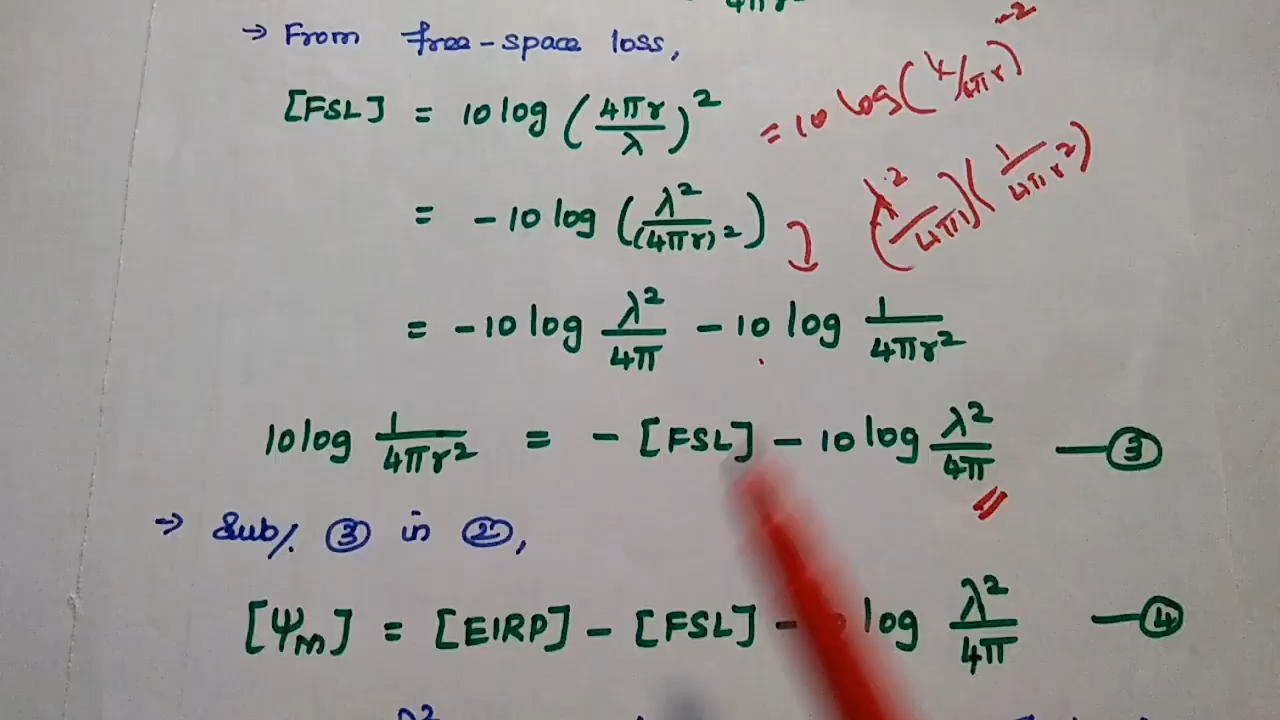 4πr²
→ From free-space loss,
[FSL] = 10 log (4πr/λ)² = 10 log(λ/4πr)⁻²
= -10 log (λ²/(4πr)²) (λ²/4π)(1/4πr²)
= -10 log λ²/4π - 10 log 1/4πr²
10 log 1/4πr² = - [FSL] - 10 log λ²/4π —③
→ Sub/. ③ in ②,
[Ψm] = [EIRP] - [FSL] - log λ²/4π —④
λ²